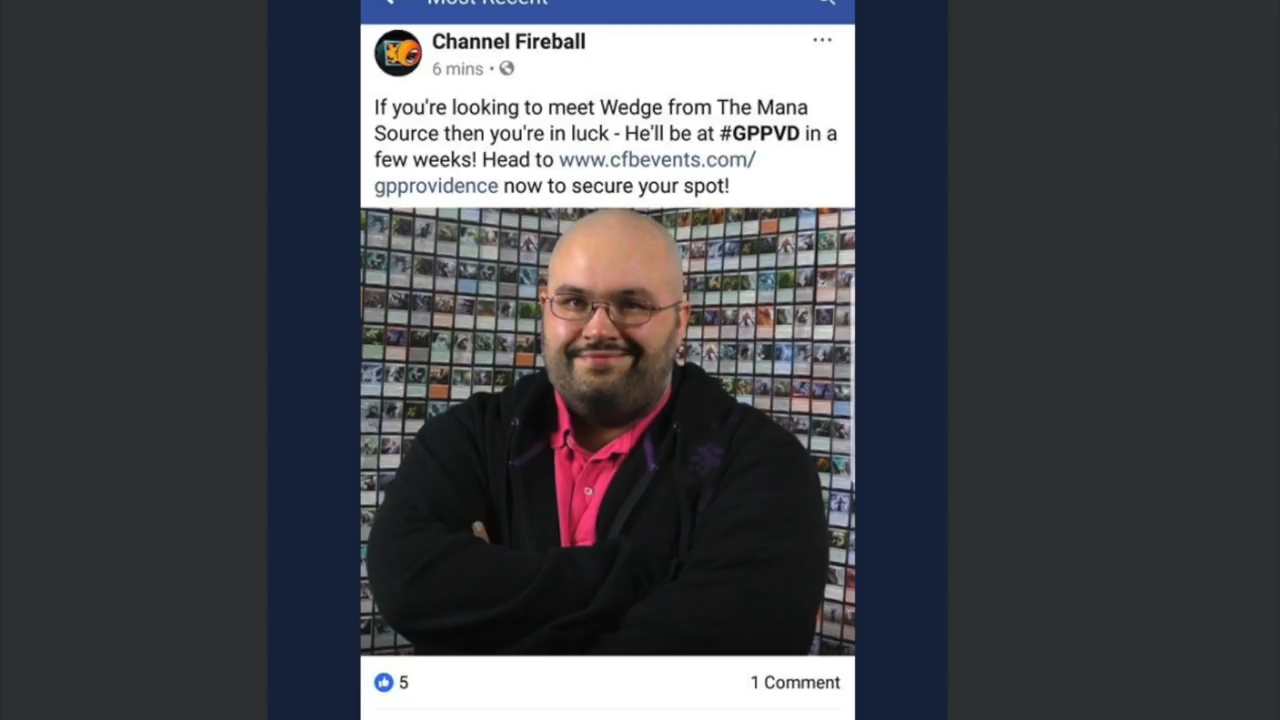 Most Recent
Channel Fireball
6 mins •
If you're looking to meet Wedge from The Mana
Source then you're in luck - He'll be at #GPPVD in a
few weeks! Head to www.cfbevents.com/
gpprovidence now to secure your spot!
5
1 Comment